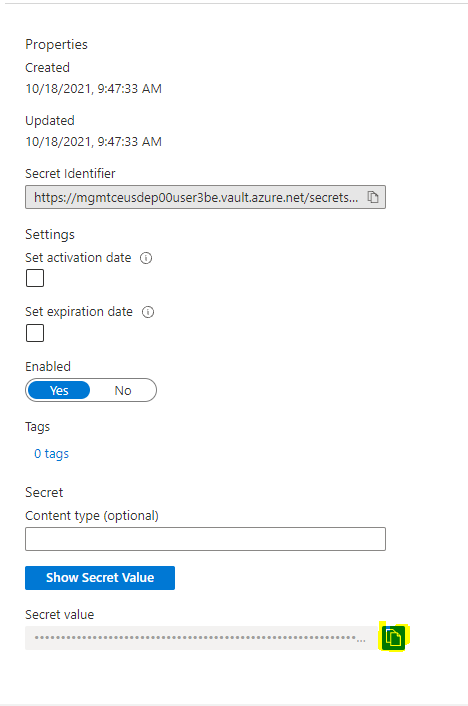 Properties
Created
10/18/2021, 9:47:33 AM
Updated
10/18/2021, 9:47:33 AM
Secret Identifier
https://mgmtceusdep00user3be.vault.azure.net/secrets...
Settings
Set activation date
Set expiration date
Enabled
Yes No
Tags
0 tags
Secret
Content type (optional)
Show Secret Value
Secret value